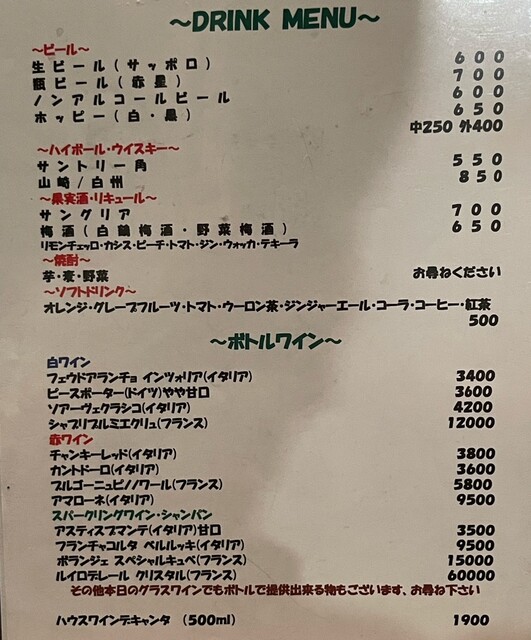 ～DRINK MENU～
～ビール～
生ビール(サッポロ) 600
瓶ビール(赤星) 700
ノンアルコールビール 600
ホッピー(白・黒) 650
中250 外400
～ハイボール・ウイスキー～
サントリー角 550
山崎/白州 850
～果実酒・リキュール～
サングリア 700
梅酒(白鶴梅酒・野菜梅酒) 650
リモンチェッロ・カシス・ピーチ・トマト・ジン・ウォッカ・テキーラ
～焼酎～
芋・麦・野菜 お尋ねください
～ソフトドリンク～
オレンジ・グレープフルーツ・トマト・ウーロン茶・ジンジャーエール・コーラ・コーヒー・紅茶
500
～ボトルワイン～
白ワイン
フェウドアランチョ インツォリア(イタリア) 3400
ピースポーター(ドイツ)やや甘口 3600
ソアーヴェクラシコ(イタリア) 4200
シャブリプルミエクリュ(フランス) 12000
赤ワイン
チャンキーレッド(イタリア) 3800
カントドーロ(イタリア) 3600
ブルゴーニュピノノワール(フランス) 5800
アマローネ(イタリア) 9500
スパークリングワイン・シャンパン
アスティスプマンテ(イタリア)甘口 3500
フランチャコルタ ベルルッキ(イタリア) 9500
ボランジェ スペシャルキュベ(フランス) 15000
ルイロデレール クリスタル(フランス) 60000
その他本日のグラスワインでもボトルで提供出来る物もございます、お尋ね下さい
ハウスワインデキャンタ (500ml) 1900